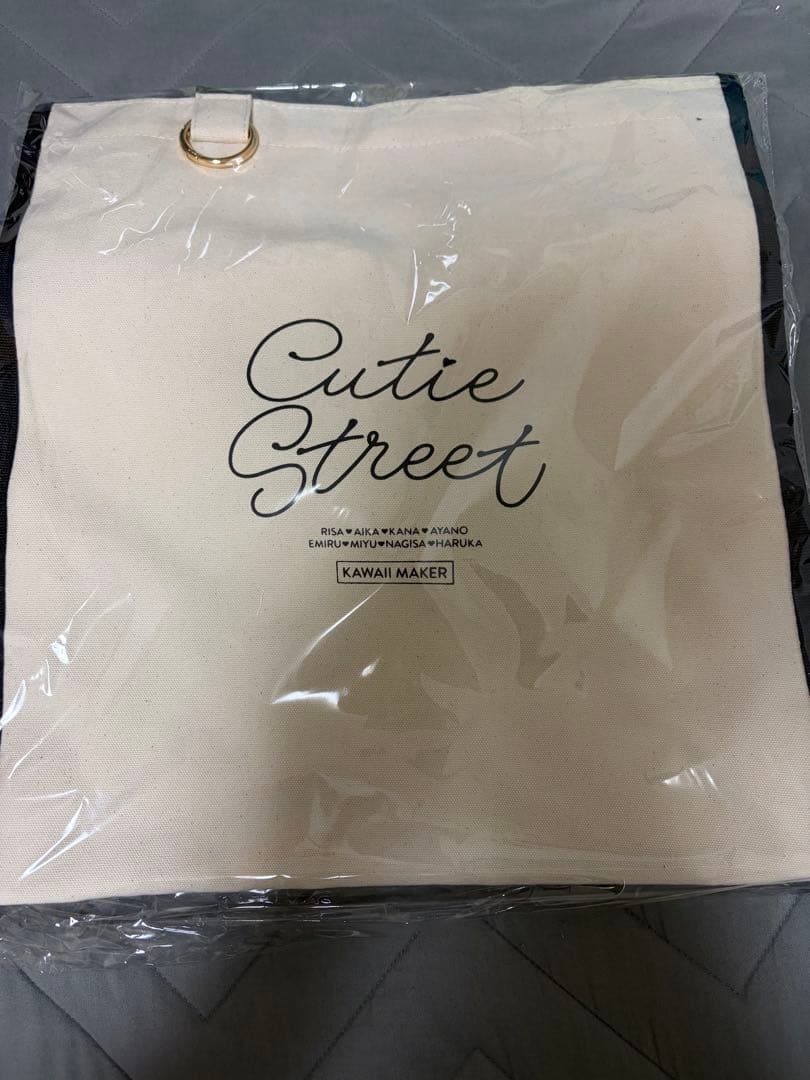 Cutie
Street
RISA♥AIKA♥KANA♥AYANO
EMIRU♥MIYU♥NAGISA♥HARUKA
KAWAII MAKER